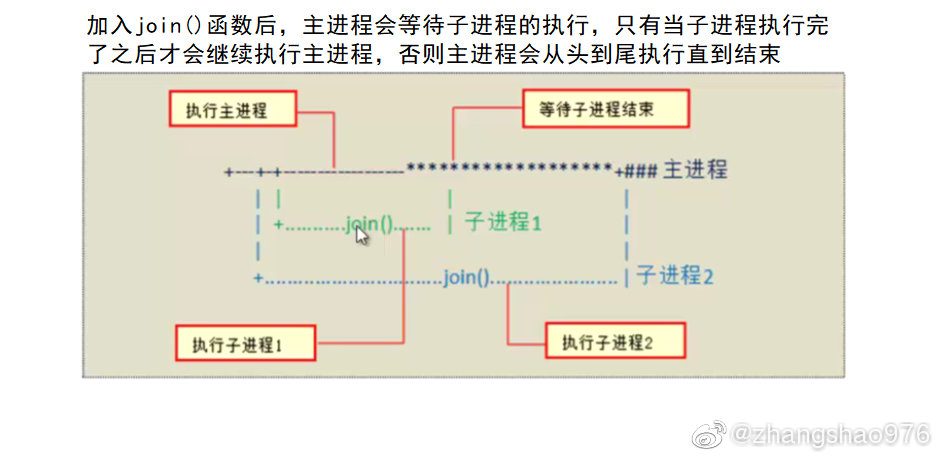 加入join()函数后，主进程会等待子进程的执行，只有当子进程执行完
了之后才会继续执行主进程，否则主进程会从头到尾执行直到结束
执行主进程
等待子进程结束
+---+-+------------------*******************+### 主进程
| | | |
| +...........join()....... | 子进程1 |
| |
+..............................join()...................... | 子进程2
执行子进程1
执行子进程2
@zhangshao976